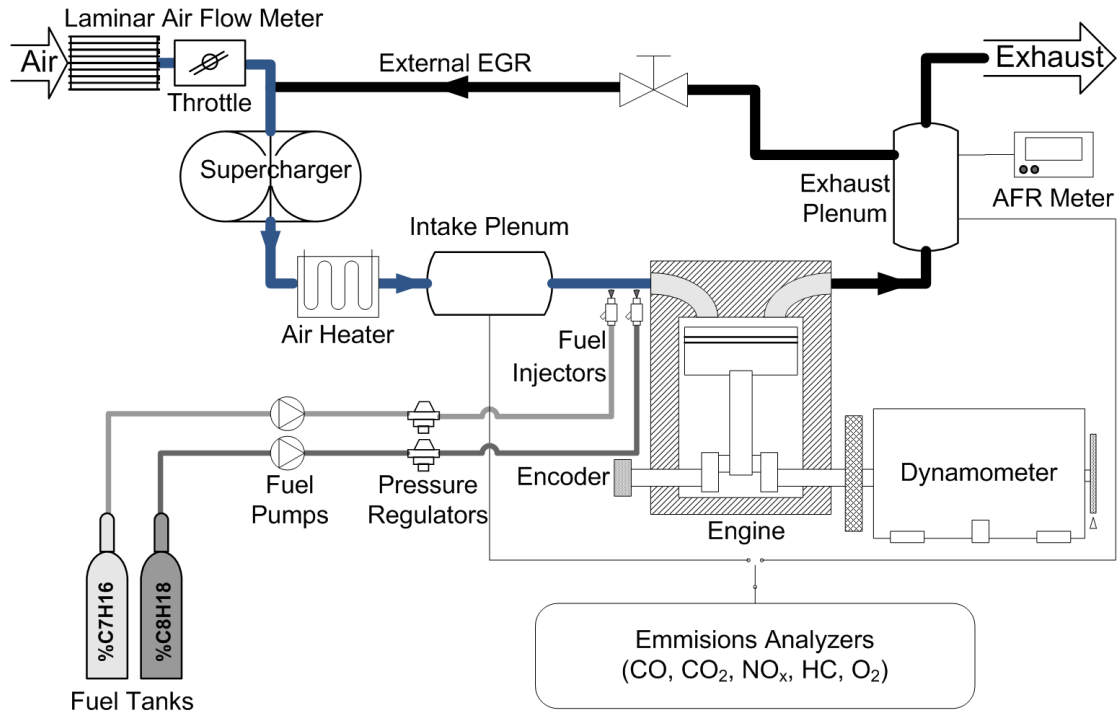 Laminar Air Flow Meter
Air
Throttle
External EGR
Exhaust
Supercharger
Exhaust
Plenum
AFR Meter
Intake Plenum
Air Heater
Fuel
Injectors
Encoder
Dynamometer
Fuel
Pumps
Pressure
Regulators
Engine
%C7H16
%C8H18
Fuel Tanks
Emmisions Analyzers
(CO, CO₂, NOₓ, HC, O₂)